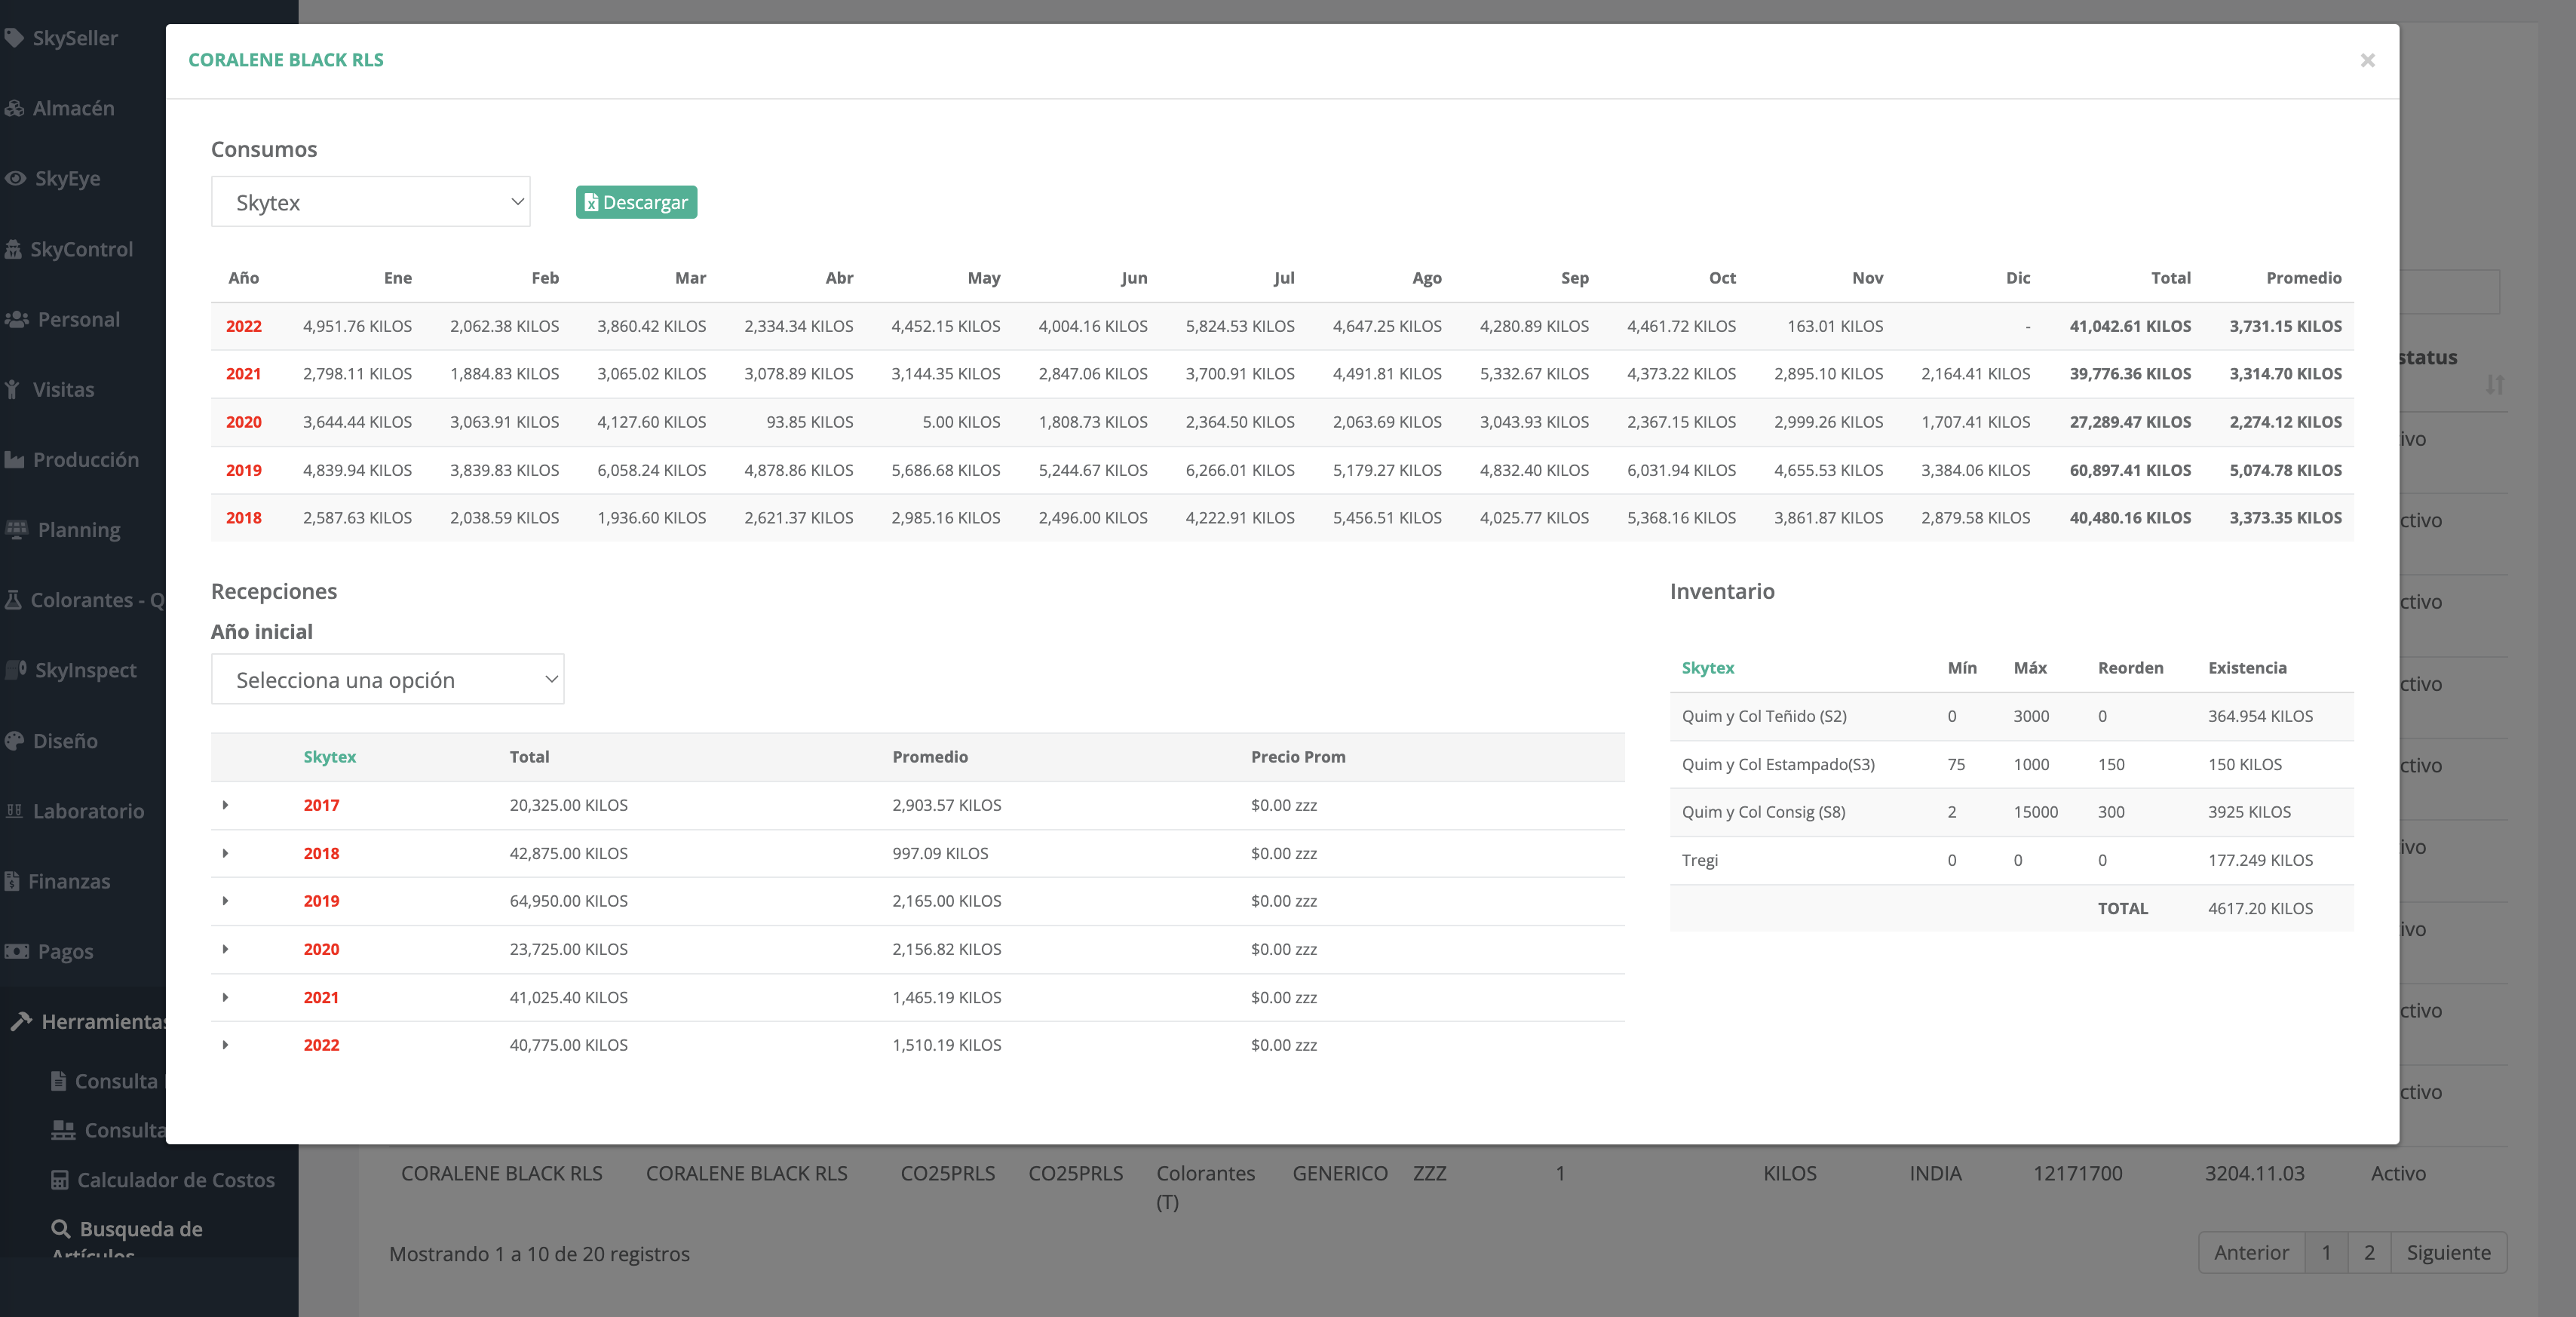 SkySeller
Almacén
SkyEye
SkyControl
Personal
Visitas
Producción
Planning
Colorantes - Q
SkyInspect
Diseño
Laboratorio
Finanzas
Pagos
Herramientas
Consulta
Consulta
Calculador de Costos
Busqueda de
Artículos
CORALENE BLACK RLS ×
Consumos
Skytex Descargar
Año Ene Feb Mar Abr May Jun Jul Ago Sep Oct Nov Dic Total Promedio
2022 4,951.76 KILOS 2,062.38 KILOS 3,860.42 KILOS 2,334.34 KILOS 4,452.15 KILOS 4,004.16 KILOS 5,824.53 KILOS 4,647.25 KILOS 4,280.89 KILOS 4,461.72 KILOS 163.01 KILOS - 41,042.61 KILOS 3,731.15 KILOS
2021 2,798.11 KILOS 1,884.83 KILOS 3,065.02 KILOS 3,078.89 KILOS 3,144.35 KILOS 2,847.06 KILOS 3,700.91 KILOS 4,491.81 KILOS 5,332.67 KILOS 4,373.22 KILOS 2,895.10 KILOS 2,164.41 KILOS 39,776.36 KILOS 3,314.70 KILOS
2020 3,644.44 KILOS 3,063.91 KILOS 4,127.60 KILOS 93.85 KILOS 5.00 KILOS 1,808.73 KILOS 2,364.50 KILOS 2,063.69 KILOS 3,043.93 KILOS 2,367.15 KILOS 2,999.26 KILOS 1,707.41 KILOS 27,289.47 KILOS 2,274.12 KILOS
2019 4,839.94 KILOS 3,839.83 KILOS 6,058.24 KILOS 4,878.86 KILOS 5,686.68 KILOS 5,244.67 KILOS 6,266.01 KILOS 5,179.27 KILOS 4,832.40 KILOS 6,031.94 KILOS 4,655.53 KILOS 3,384.06 KILOS 60,897.41 KILOS 5,074.78 KILOS
2018 2,587.63 KILOS 2,038.59 KILOS 1,936.60 KILOS 2,621.37 KILOS 2,985.16 KILOS 2,496.00 KILOS 4,222.91 KILOS 5,456.51 KILOS 4,025.77 KILOS 5,368.16 KILOS 3,861.87 KILOS 2,879.58 KILOS 40,480.16 KILOS 3,373.35 KILOS
Recepciones
Año inicial
Selecciona una opción
Skytex Total Promedio Precio Prom
2017 20,325.00 KILOS 2,903.57 KILOS $0.00 zzz
2018 42,875.00 KILOS 997.09 KILOS $0.00 zzz
2019 64,950.00 KILOS 2,165.00 KILOS $0.00 zzz
2020 23,725.00 KILOS 2,156.82 KILOS $0.00 zzz
2021 41,025.40 KILOS 1,465.19 KILOS $0.00 zzz
2022 40,775.00 KILOS 1,510.19 KILOS $0.00 zzz
Inventario
Skytex Mín Máx Reorden Existencia
Quim y Col Teñido (S2) 0 3000 0 364.954 KILOS
Quim y Col Estampado(S3) 75 1000 150 150 KILOS
Quim y Col Consig (S8) 2 15000 300 3925 KILOS
Tregi 0 0 0 177.249 KILOS
TOTAL 4617.20 KILOS
status
ivo
ctivo
ctivo
ctivo
ctivo
ivo
ivo
ctivo
ctivo
CORALENE BLACK RLS CORALENE BLACK RLS CO25PRLS CO25PRLS Colorantes GENERICO ZZZ 1 KILOS INDIA 12171700 3204.11.03 Activo
(T)
Mostrando 1 a 10 de 20 registros
Anterior 1 2 Siguiente